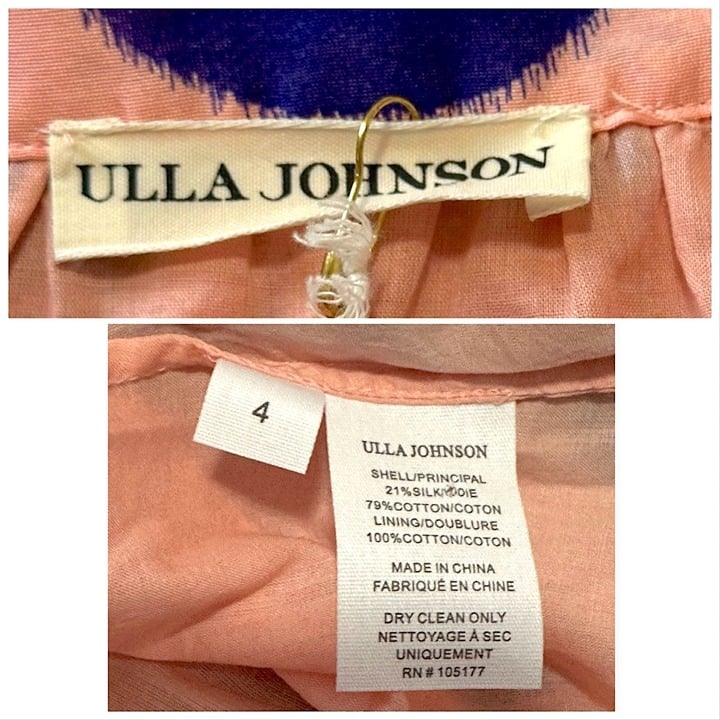 ULLA JOHNSON
4
ULLA JOHNSON
SHELL/PRINCIPAL
21%SILK/SOIE
79%COTTON/COTON
LINING/DOUBLURE
100%COTTON/COTON
MADE IN CHINA
FABRIQUÉ EN CHINE
DRY CLEAN ONLY
NETTOYAGE À SEC
UNIQUEMENT
RN # 105177